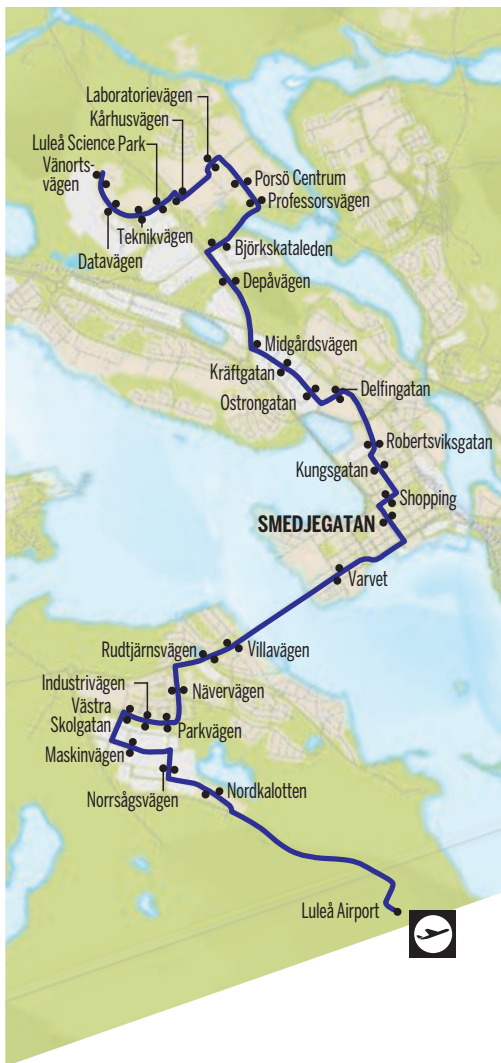 Laboratorievägen
Kårhusvägen
Luleå Science Park
Vänorts-
vägen
Porsö Centrum
Professorsvägen
Teknikvägen
Datavägen
Björkskataleden
Depåvägen
Midgårdsvägen
Kräftgatan
Ostrongatan
Delfingatan
Robertsviksgatan
Kungsgatan
Shopping
SMEDJEGATAN
Varvet
Rudtjärnsvägen
Villavägen
Industrivägen
Nävervägen
Västra
Skolgatan
Parkvägen
Maskinvägen
Norrsågsvägen
Nordkalotten
Luleå Airport